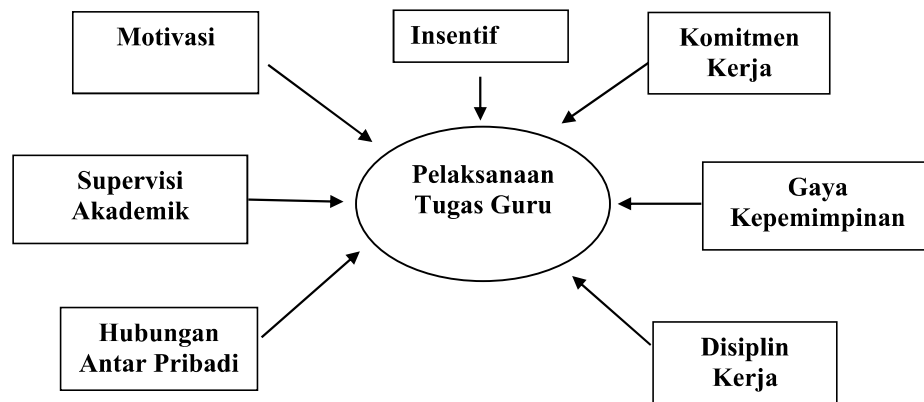 Motivasi
Insentif
Komitmen
Kerja
Supervisi
Akademik
Pelaksanaan
Tugas Guru
Gaya
Kepemimpinan
Hubungan
Antar Pribadi
Disiplin
Kerja